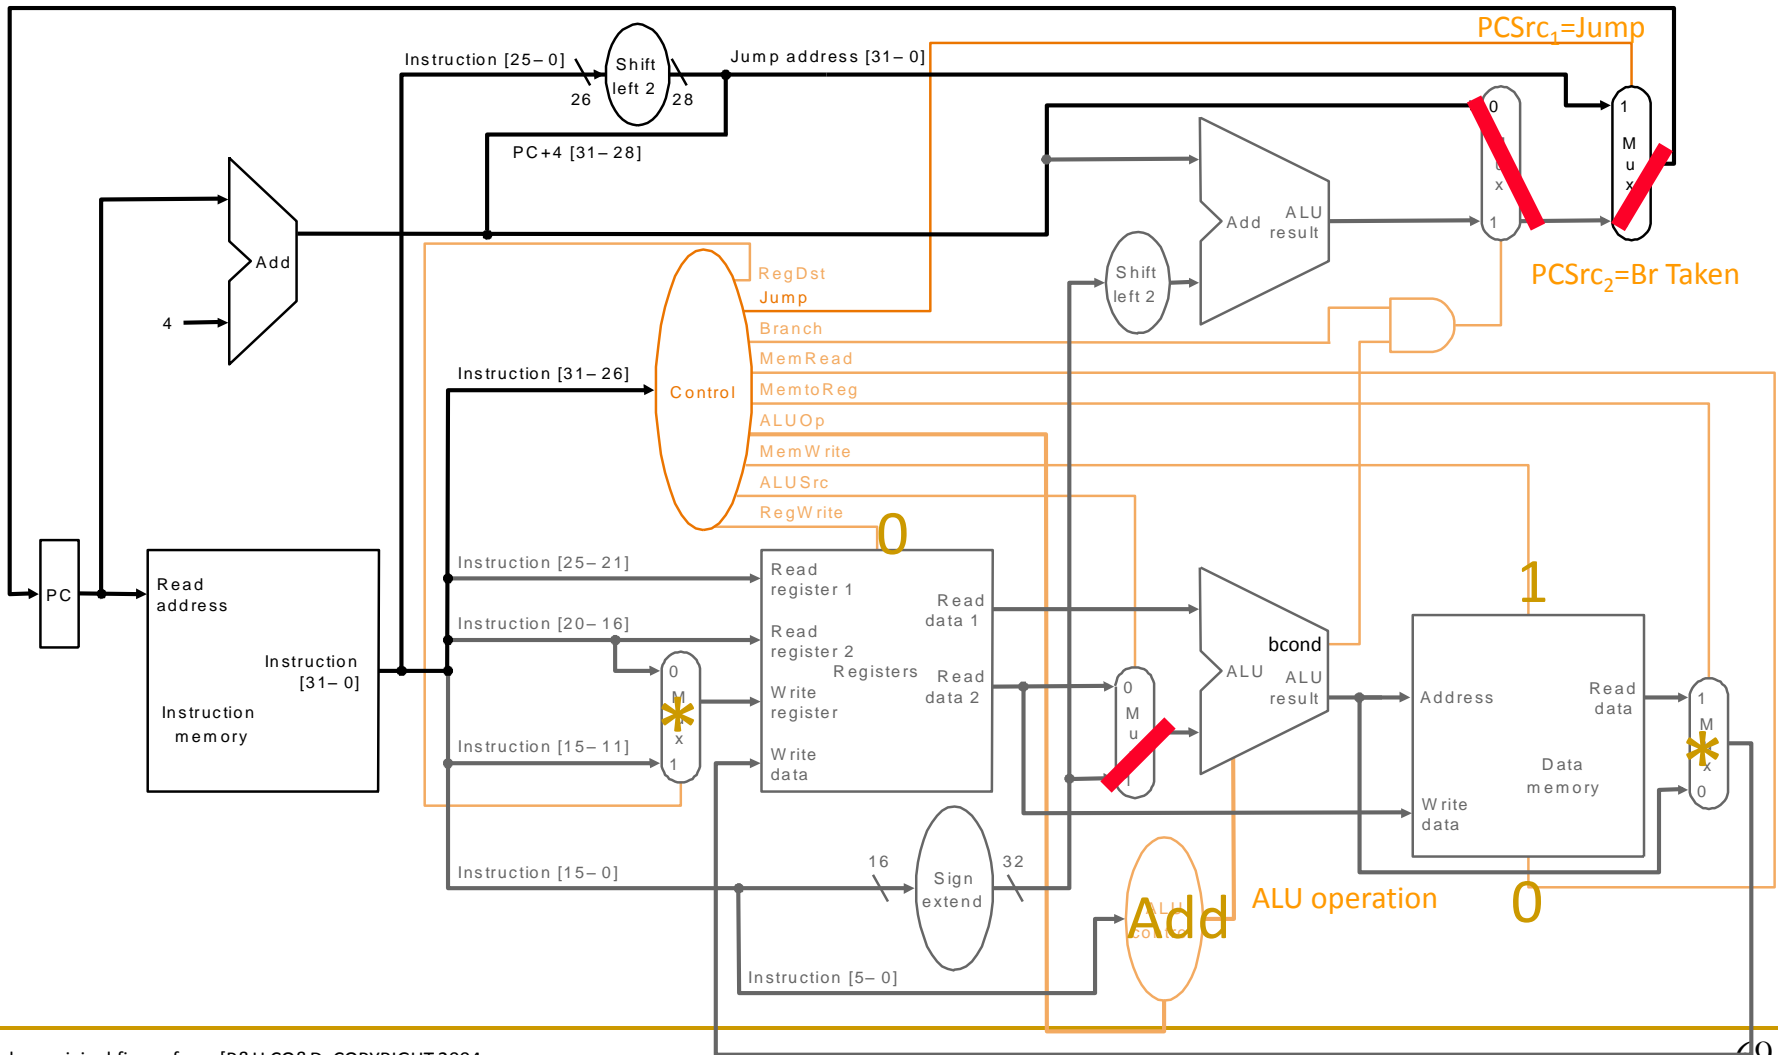 PCSrc1=Jump
Instruction [25–0]
26
Shift
left 2
28
Jump address [31–0]
PC+4 [31–28]
0
x
1
1
M
u
x
Add
ALU
result
Add
4
Shift
left 2
PCSrc2=Br Taken
RegDst
Jump
Branch
MemRead
MemtoReg
ALUOp
MemWrite
ALUSrc
RegWrite
Control
Instruction [31–26]
0
1
PC
Read
address
Instruction
[31–0]
Instruction
memory
Instruction [25–21]
Instruction [20–16]
Instruction [15–11]
Instruction [15–0]
Instruction [5–0]
0
M
*
x
1
Read
register 1
Read
register 2
Write
register
Write
data
Registers
Read
data 1
Read
data 2
0
M
u
bcond
ALU
ALU
result
Address
Write
data
Read
data
Data
memory
1
M
*
x
0
16
Sign
extend
32
Add
ALU operation
0
69